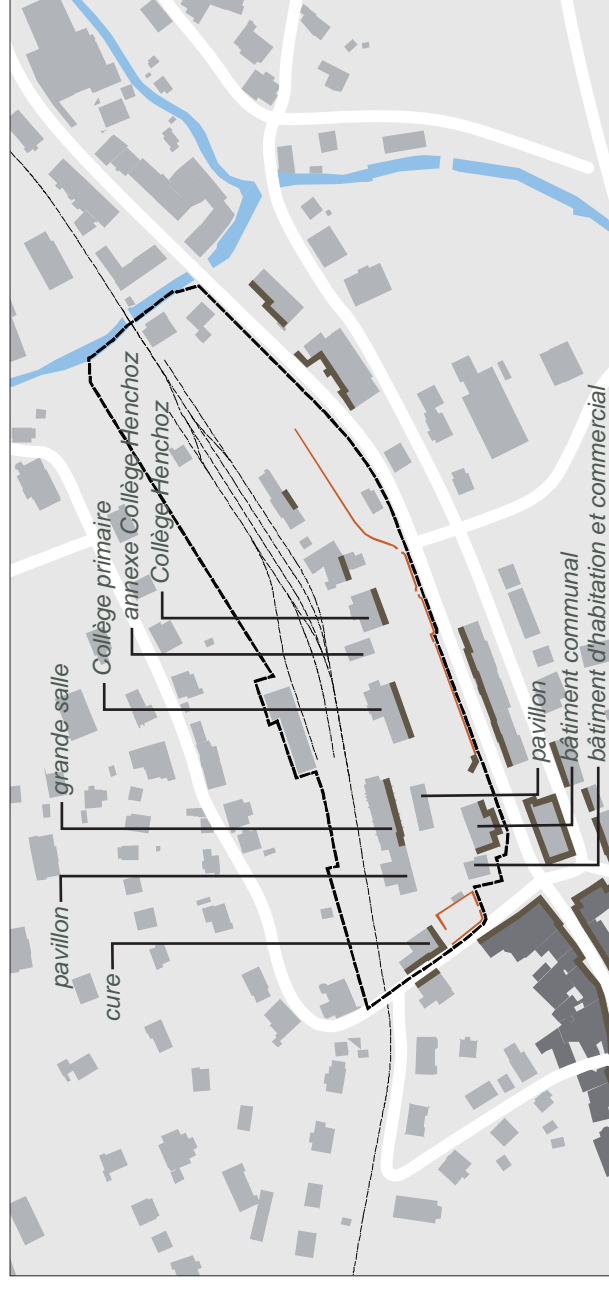 cure
pavillon
grande salle
Collège primaire
annexe Collège Henchoz
Collège Henchoz
pavillon
bâtiment communal
bâtiment d'habitation et commercial